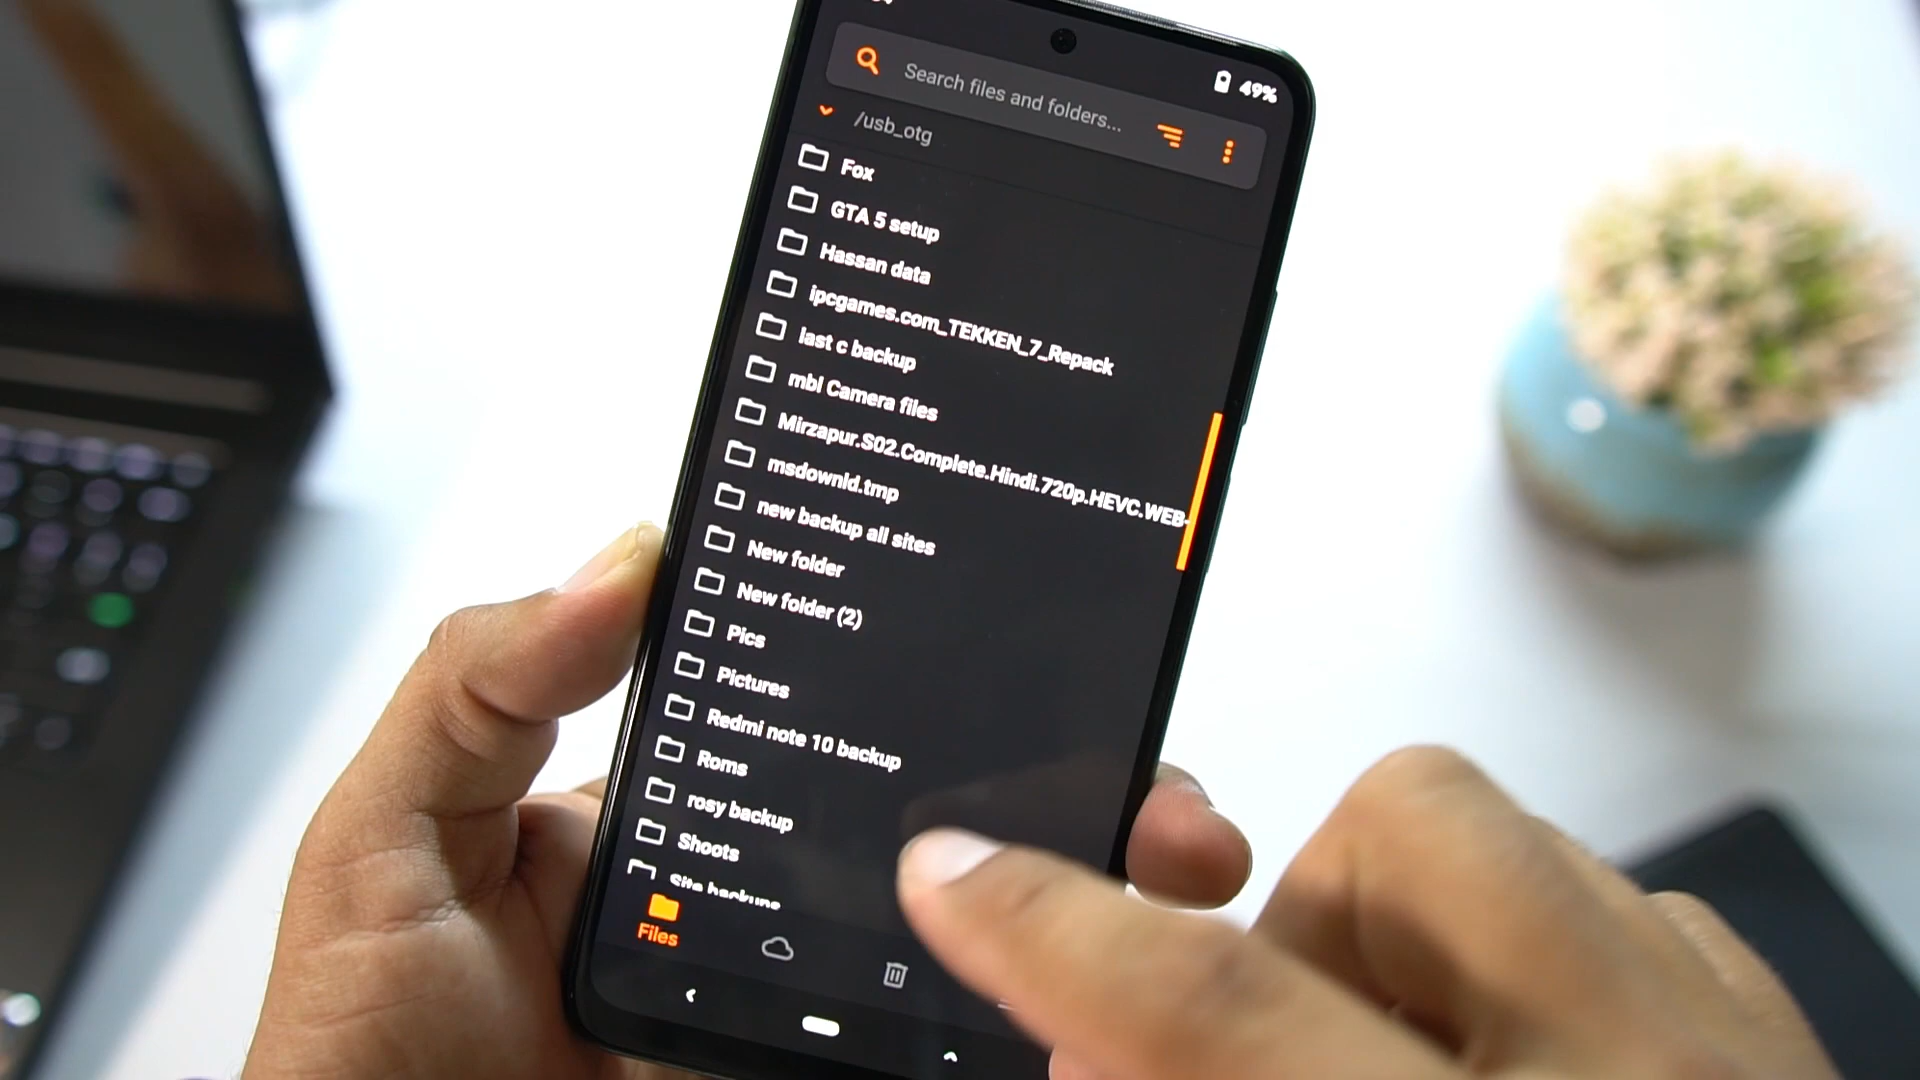 49%
Search files and folders...
/usb_otg
Fox
GTA 5 setup
Hassan data
ipcgames.com_TEKKEN_7_Repack
last c backup
mbl Camera files
Mirzapur.S02.Complete.Hindi.720p.HEVC.WEB-
msdownld.tmp
new backup all sites
New folder
New folder (2)
Pics
Pictures
Redmi note 10 backup
Roms
rosy backup
Shoots
Site backups
Files